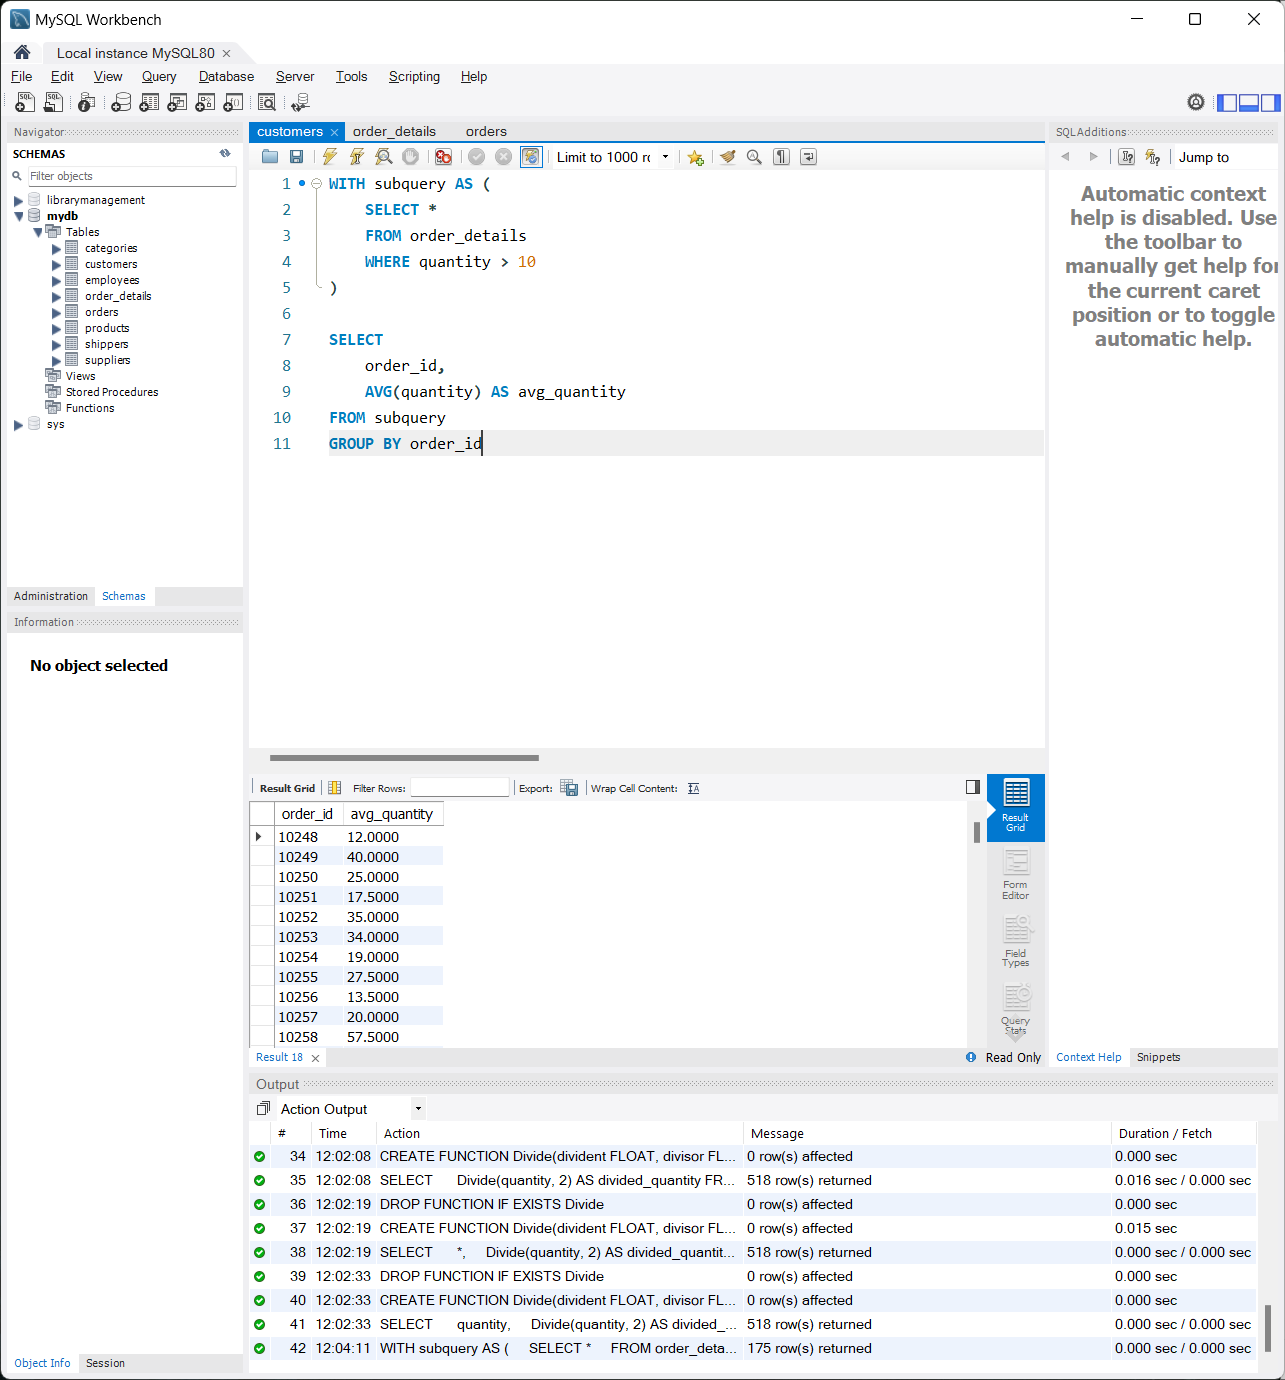 MySQL Workbench
Local instance MySQL80
File Edit View Query Database Server Tools Scripting Help
Navigator
SCHEMAS
Filter objects
librarymanagement
mydb
Tables
categories
customers
employees
order_details
orders
products
shippers
suppliers
Views
Stored Procedures
Functions
sys
Administration Schemas
Information
No object selected
Object Info Session
customers order_details orders
Limit to 1000 rc
1 WITH subquery AS (
2 SELECT *
3 FROM order_details
4 WHERE quantity > 10
5 )
6
7 SELECT
8 order_id,
9 AVG(quantity) AS avg_quantity
10 FROM subquery
11 GROUP BY order_id
SQLAdditions
Jump to
Automatic context
help is disabled. Use
the toolbar to
manually get help for
the current caret
position or to toggle
automatic help.
Context Help Snippets
Result Grid Filter Rows: Export: Wrap Cell Content:
order_id avg_quantity
10248 12.0000
10249 40.0000
10250 25.0000
10251 17.5000
10252 35.0000
10253 34.0000
10254 19.0000
10255 27.5000
10256 13.5000
10257 20.0000
10258 57.5000
Result
Grid
Form
Editor
Field
Types
Query
Stats
Result 18
Read Only
Output
Action Output
# Time Action Message Duration / Fetch
34 12:02:08 CREATE FUNCTION Divide(divident FLOAT, divisor FL... 0 row(s) affected 0.000 sec
35 12:02:08 SELECT Divide(quantity, 2) AS divided_quantity FR... 518 row(s) returned 0.016 sec / 0.000 sec
36 12:02:19 DROP FUNCTION IF EXISTS Divide 0 row(s) affected 0.000 sec
37 12:02:19 CREATE FUNCTION Divide(divident FLOAT, divisor FL... 0 row(s) affected 0.015 sec
38 12:02:19 SELECT *, Divide(quantity, 2) AS divided_quantit... 518 row(s) returned 0.000 sec / 0.000 sec
39 12:02:33 DROP FUNCTION IF EXISTS Divide 0 row(s) affected 0.000 sec
40 12:02:33 CREATE FUNCTION Divide(divident FLOAT, divisor FL... 0 row(s) affected 0.000 sec
41 12:02:33 SELECT quantity, Divide(quantity, 2) AS divided_... 518 row(s) returned 0.000 sec / 0.000 sec
42 12:04:11 WITH subquery AS ( SELECT * FROM order_deta... 175 row(s) returned 0.000 sec / 0.000 sec